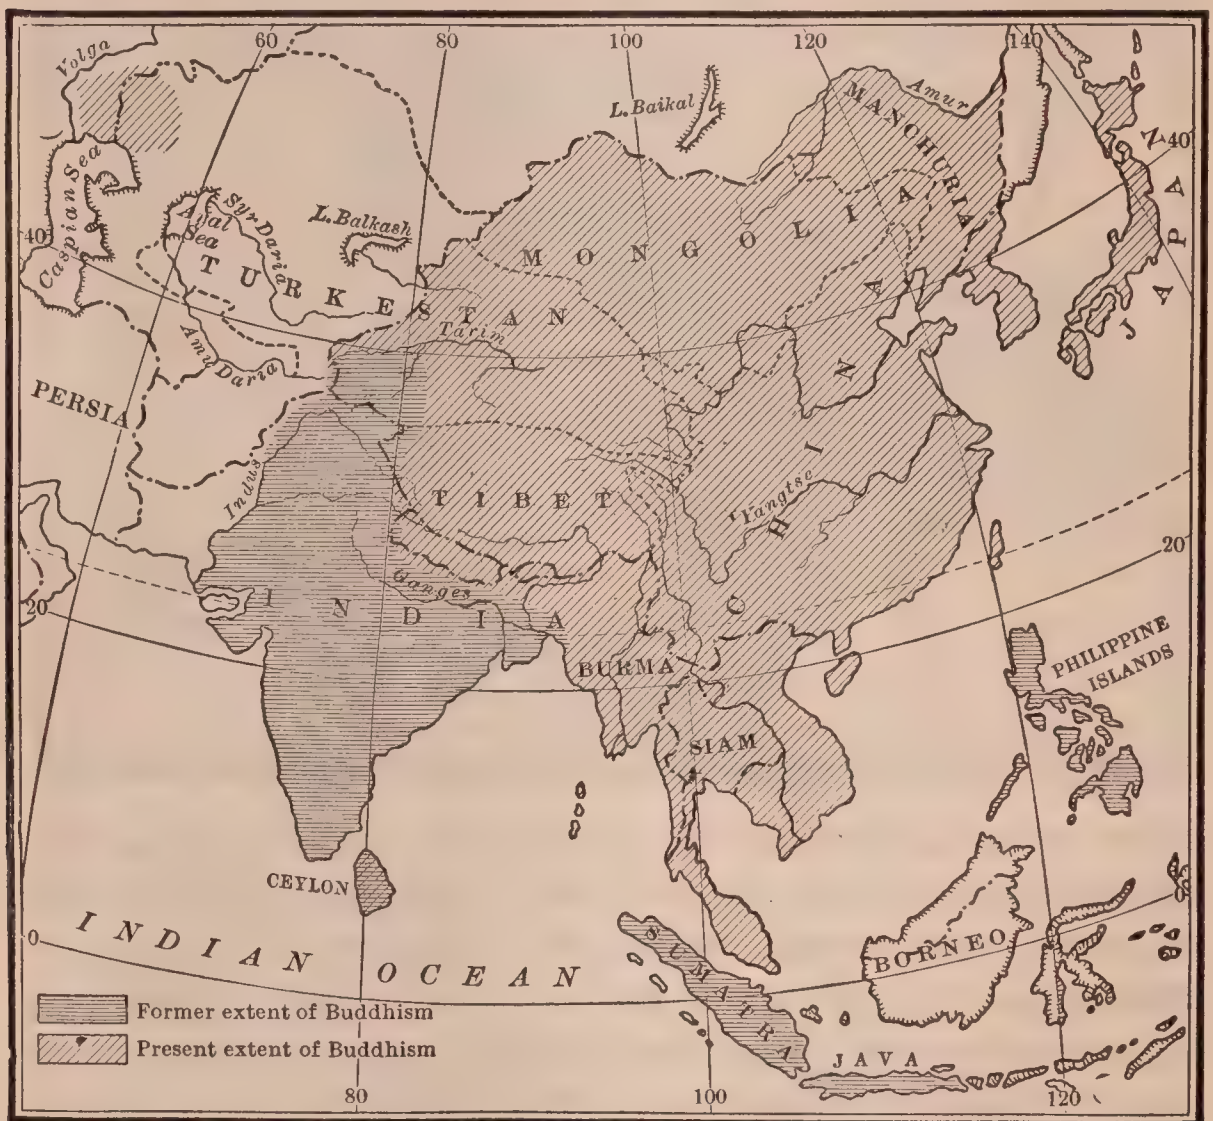 60
80
100
120
140
Volga
L. Baikal
Amur
MANCHURIA
40
JAPAN
Caspian Sea
Aral
Sea
Syr Daria
L. Balkash
40
MONGOLIA
TURKESTAN
Tarim
Amu Daria
PERSIA
CHINA
Indus
TIBET
Yangtse
20
Ganges
20
INDIA
BURMA
PHILIPPINE
ISLANDS
SIAM
CEYLON
0
0
INDIAN OCEAN
SUMATRA
BORNEO
Former extent of Buddhism
Present extent of Buddhism
JAVA
80
100
120